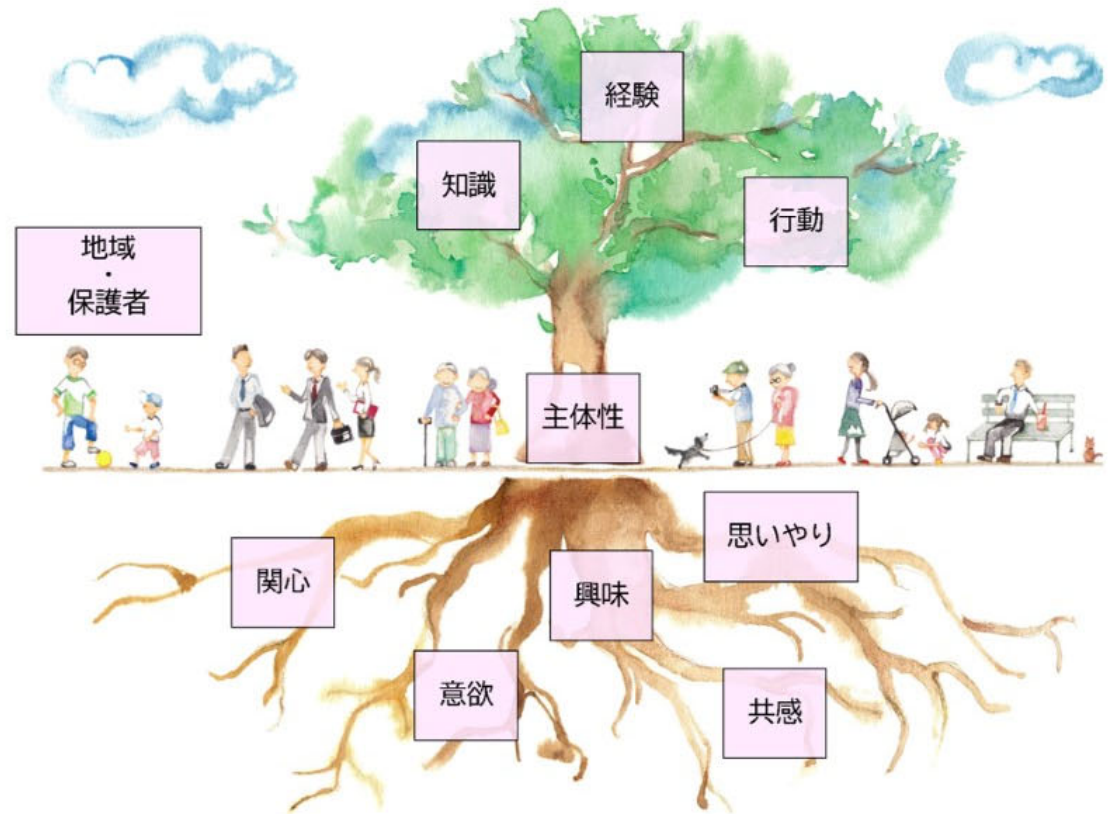 経験
知識
行動
地域
・
保護者
主体性
思いやり
関心
興味
意欲
共感